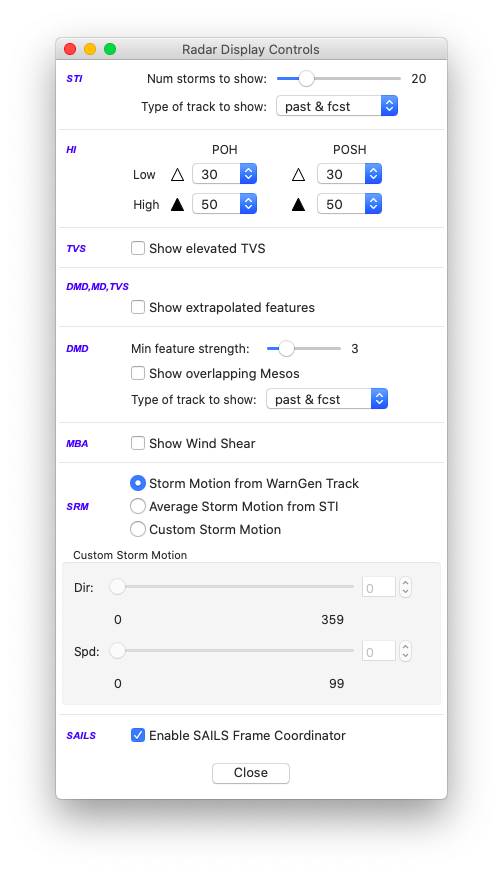 Radar Display Controls
STI Num storms to show: 20
Type of track to show: past & fcst
HI POH POSH
Low 30 30
High 50 50
TVS Show elevated TVS
DMD,MD,TVS
Show extrapolated features
DMD Min feature strength: 3
Show overlapping Mesos
Type of track to show: past & fcst
MBA Show Wind Shear
Storm Motion from WarnGen Track
SRM Average Storm Motion from STI
Custom Storm Motion
Custom Storm Motion
Dir: 0
0 359
Spd: 0
0 99
SAILS Enable SAILS Frame Coordinator
Close